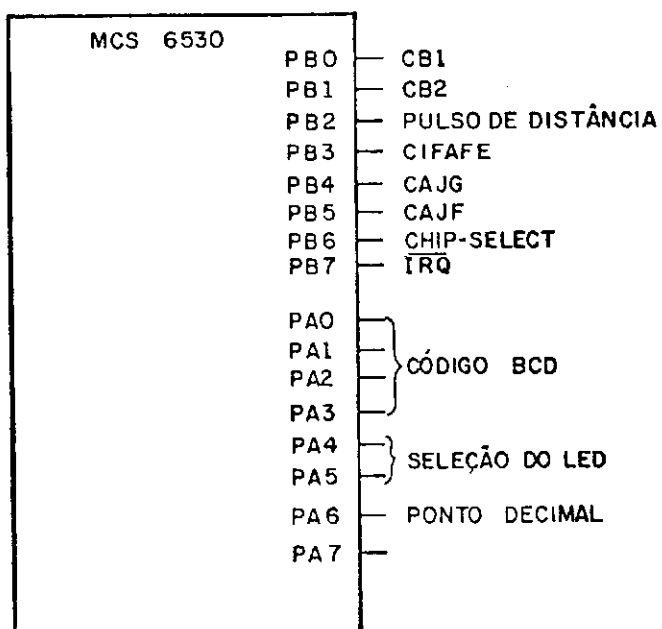 MCS 6530
PB0 CB1
PB1 CB2
PB2 PULSO DE DISTÂNCIA
PB3 CIFAFE
PB4 CAJG
PB5 CAJF
PB6 CHIP-SELECT
PB7 IRQ
PA0
PA1
PA2
CÓDIGO BCD
PA3
PA4
SELEÇÃO DO LED
PA5
PA6 PONTO DECIMAL
PA7